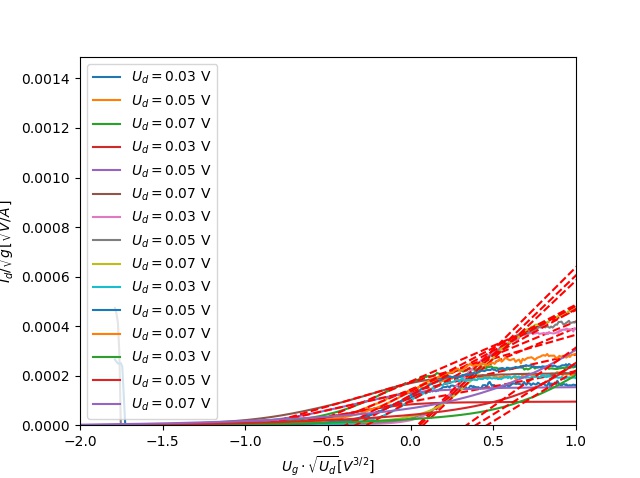 0.0014
0.0012
0.0010
0.0008
0.0006
0.0004
0.0002
0.0000
I_d/√g [√V/A]
U_d = 0.03 V
U_d = 0.05 V
U_d = 0.07 V
U_d = 0.03 V
U_d = 0.05 V
U_d = 0.07 V
U_d = 0.03 V
U_d = 0.05 V
U_d = 0.07 V
U_d = 0.03 V
U_d = 0.05 V
U_d = 0.07 V
U_d = 0.03 V
U_d = 0.05 V
U_d = 0.07 V
−2.0 −1.5 −1.0 −0.5 0.0 0.5 1.0
U_g · √U_d [V^{3/2}]